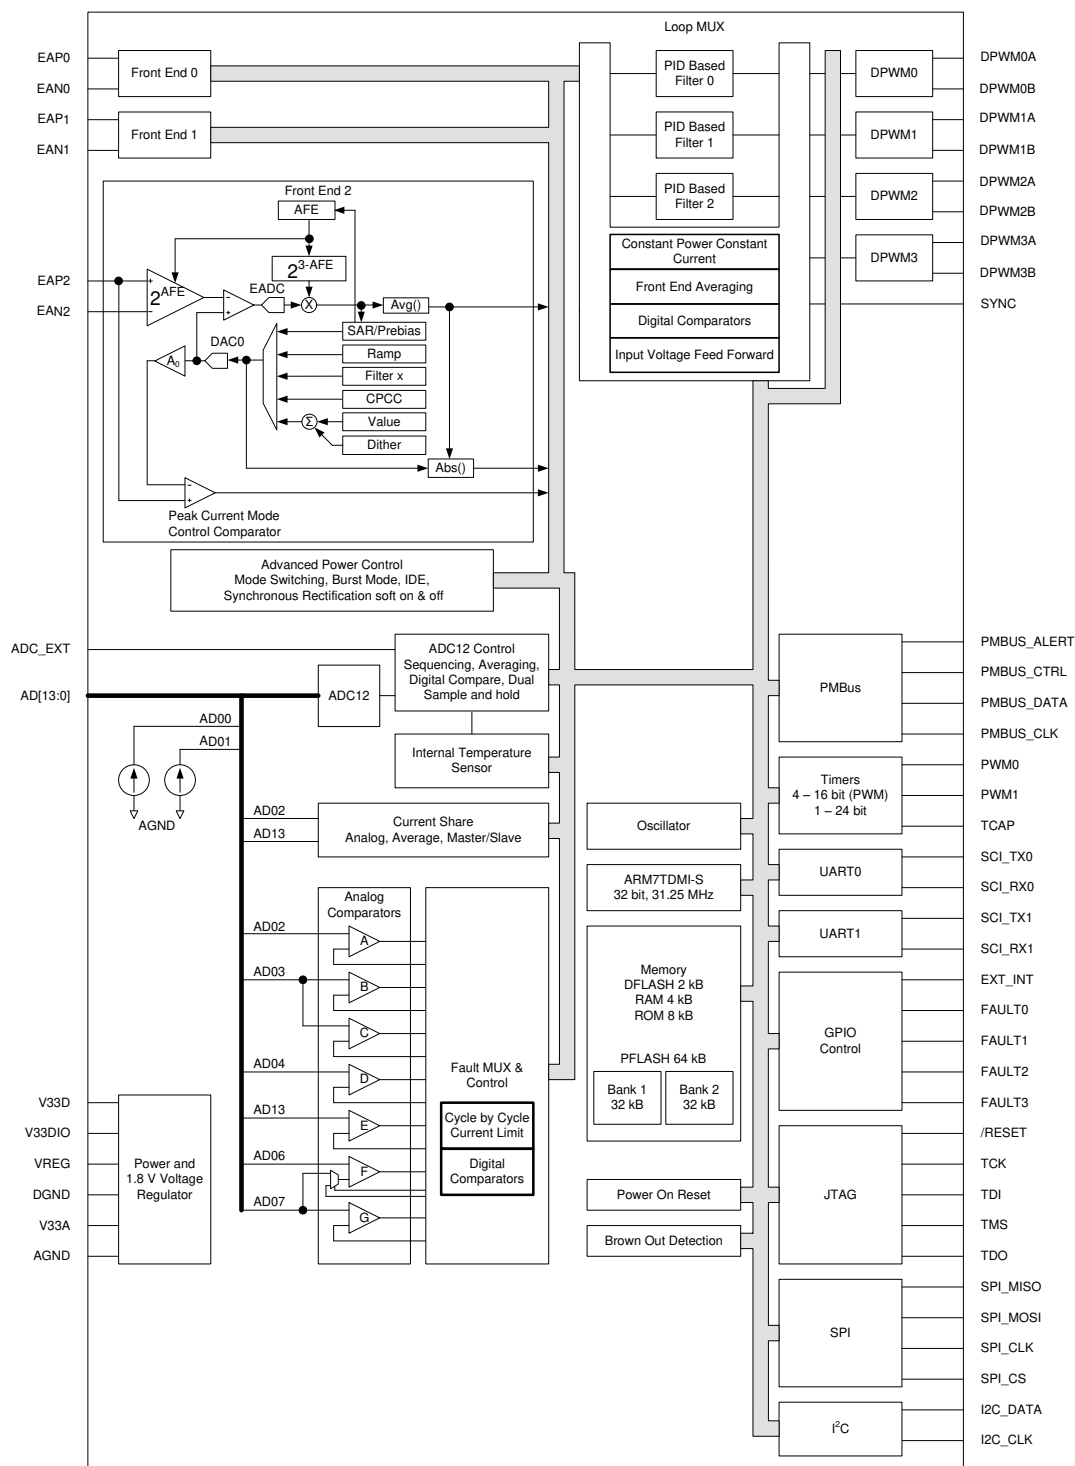 Loop MUX
EAP0
EAN0
EAP1
EAN1
Front End 0
Front End 1
PID Based
Filter 0
PID Based
Filter 1
PID Based
Filter 2
Constant Power Constant
Current
Front End Averaging
Digital Comparators
Input Voltage Feed Forward
DPWM0
DPWM1
DPWM2
DPWM3
DPWM0A
DPWM0B
DPWM1A
DPWM1B
DPWM2A
DPWM2B
DPWM3A
DPWM3B
SYNC
Front End 2
AFE
2^3-AFE
EAP2
EAN2
2^AFE
+
-
-
+
EADC
X
Avg()
SAR/Prebias
Ramp
Filter x
CPCC
Value
Dither
Σ
DAC0
A0
Abs()
-
+
Peak Current Mode
Control Comparator
Advanced Power Control
Mode Switching, Burst Mode, IDE,
Synchronous Rectification soft on & off
ADC_EXT
AD[13:0]
ADC12
ADC12 Control
Sequencing, Averaging,
Digital Compare, Dual
Sample and hold
AD00
AD01
AGND
Internal Temperature
Sensor
AD02
AD13
Current Share
Analog, Average, Master/Slave
Analog
Comparators
AD02
A
AD03
B
C
AD04
D
AD13
E
AD06
F
AD07
G
Fault MUX &
Control
Cycle by Cycle
Current Limit
Digital
Comparators
V33D
V33DIO
VREG
DGND
V33A
AGND
Power and
1.8 V Voltage
Regulator
Oscillator
ARM7TDMI-S
32 bit, 31.25 MHz
Memory
DFLASH 2 kB
RAM 4 kB
ROM 8 kB
PFLASH 64 kB
Bank 1
32 kB
Bank 2
32 kB
Power On Reset
Brown Out Detection
PMBus
PMBUS_ALERT
PMBUS_CTRL
PMBUS_DATA
PMBUS_CLK
Timers
4 – 16 bit (PWM)
1 – 24 bit
PWM0
PWM1
TCAP
UART0
SCI_TX0
SCI_RX0
UART1
SCI_TX1
SCI_RX1
GPIO
Control
EXT_INT
FAULT0
FAULT1
FAULT2
FAULT3
JTAG
/RESET
TCK
TDI
TMS
TDO
SPI
SPI_MISO
SPI_MOSI
SPI_CLK
SPI_CS
I²C
I2C_DATA
I2C_CLK